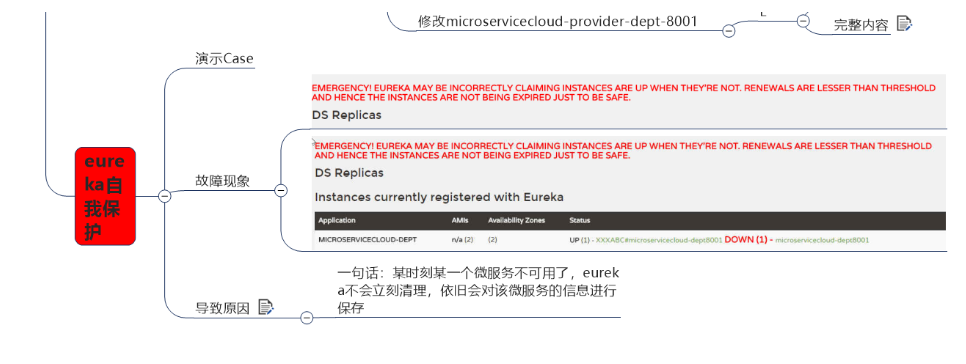 修改microservicecloud-provider-dept-8001
完整内容
演示Case
EMERGENCY! EUREKA MAY BE INCORRECTLY CLAIMING INSTANCES ARE UP WHEN THEY'RE NOT. RENEWALS ARE LESSER THAN THRESHOLD
AND HENCE THE INSTANCES ARE NOT BEING EXPIRED JUST TO BE SAFE.
DS Replicas
EMERGENCY! EUREKA MAY BE INCORRECTLY CLAIMING INSTANCES ARE UP WHEN THEY'RE NOT. RENEWALS ARE LESSER THAN THRESHOLD
AND HENCE THE INSTANCES ARE NOT BEING EXPIRED JUST TO BE SAFE.
DS Replicas
Instances currently registered with Eureka
Application AMIs Availability Zones Status
MICROSERVICECLOUD-DEPT n/a (2) (2) UP (1) - XXXABC#microservicecloud-dept8001 DOWN (1) - microservicecloud-dept8001
eure
ka自
我保
护
故障现象
导致原因
一句话：某时刻某一个微服务不可用了，eurek
a不会立刻清理，依旧会对该微服务的信息进行
保存